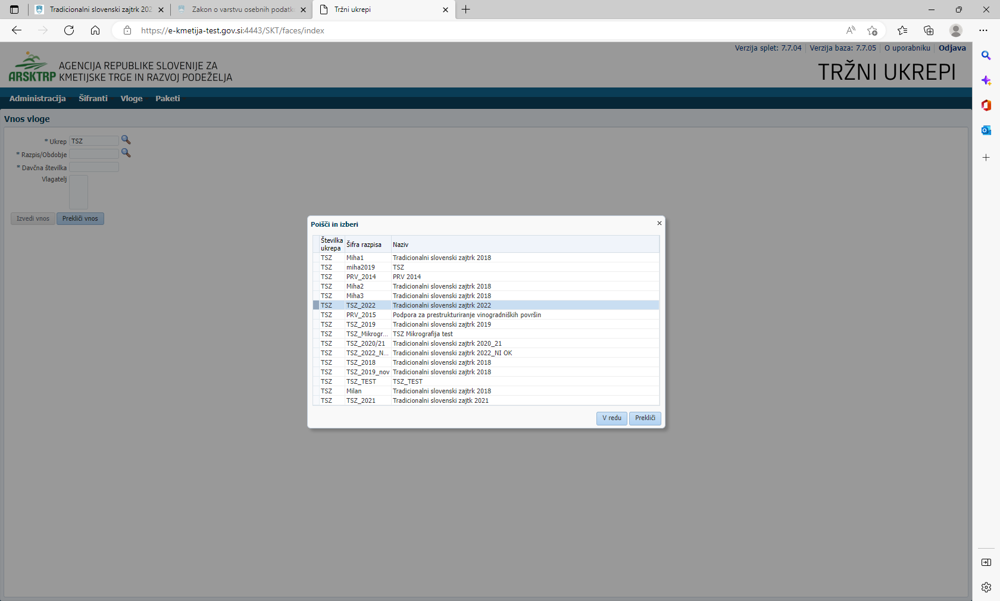 Tradicionalni slovenski zajtrk 202
Zakon o varstvu osebnih podatk
Tržni ukrepi
https://e-kmetija-test.gov.si:4443/SKT/faces/index
Verzija splet: 7.7.04 Verzija baza: 7.7.05 O uporabniku Odjava
ARSKTRP
AGENCIJA REPUBLIKE SLOVENIJE ZA
KMETIJSKE TRGE IN RAZVOJ PODEŽELJA
TRŽNI UKREPI
Administracija Šifranti Vloge Paketi
Vnos vloge
* Ukrep TSZ
* Razpis/Obdobje
* Davčna številka
Vlagatelj
Izvedi vnos Prekliči vnos
Poišči in izberi
Številka ukrepa Šifra razpisa Naziv
TSZ Miha1 Tradicionalni slovenski zajtrk 2018
TSZ miha2019 TSZ
TSZ PRV_2014 PRV 2014
TSZ Miha2 Tradicionalni slovenski zajtrk 2018
TSZ Miha3 Tradicionalni slovenski zajtrk 2018
TSZ TSZ_2022 Tradicionalni slovenski zajtrk 2022
TSZ PRV_2015 Podpora za prestrukturiranje vinogradniških površin
TSZ TSZ_2019 Tradicionalni slovenski zajtrk 2019
TSZ TSZ_Mikrogr... TSZ Mikrografija test
TSZ TSZ_2020/21 Tradicionalni slovenski zajtrk 2020_21
TSZ TSZ_2022_N... Tradicionalni slovenski zajtrk 2022_NI OK
TSZ TSZ_2018 Tradicionalni slovenski zajtrk 2018
TSZ TSZ_2019_nov Tradicionalni slovenski zajtrk 2018
TSZ TSZ_TEST TSZ_TEST
TSZ Milan Tradicionalni slovenski zajtrk 2018
TSZ TSZ_2021 Tradicionalni slovenski zajtk 2021
V redu Prekliči